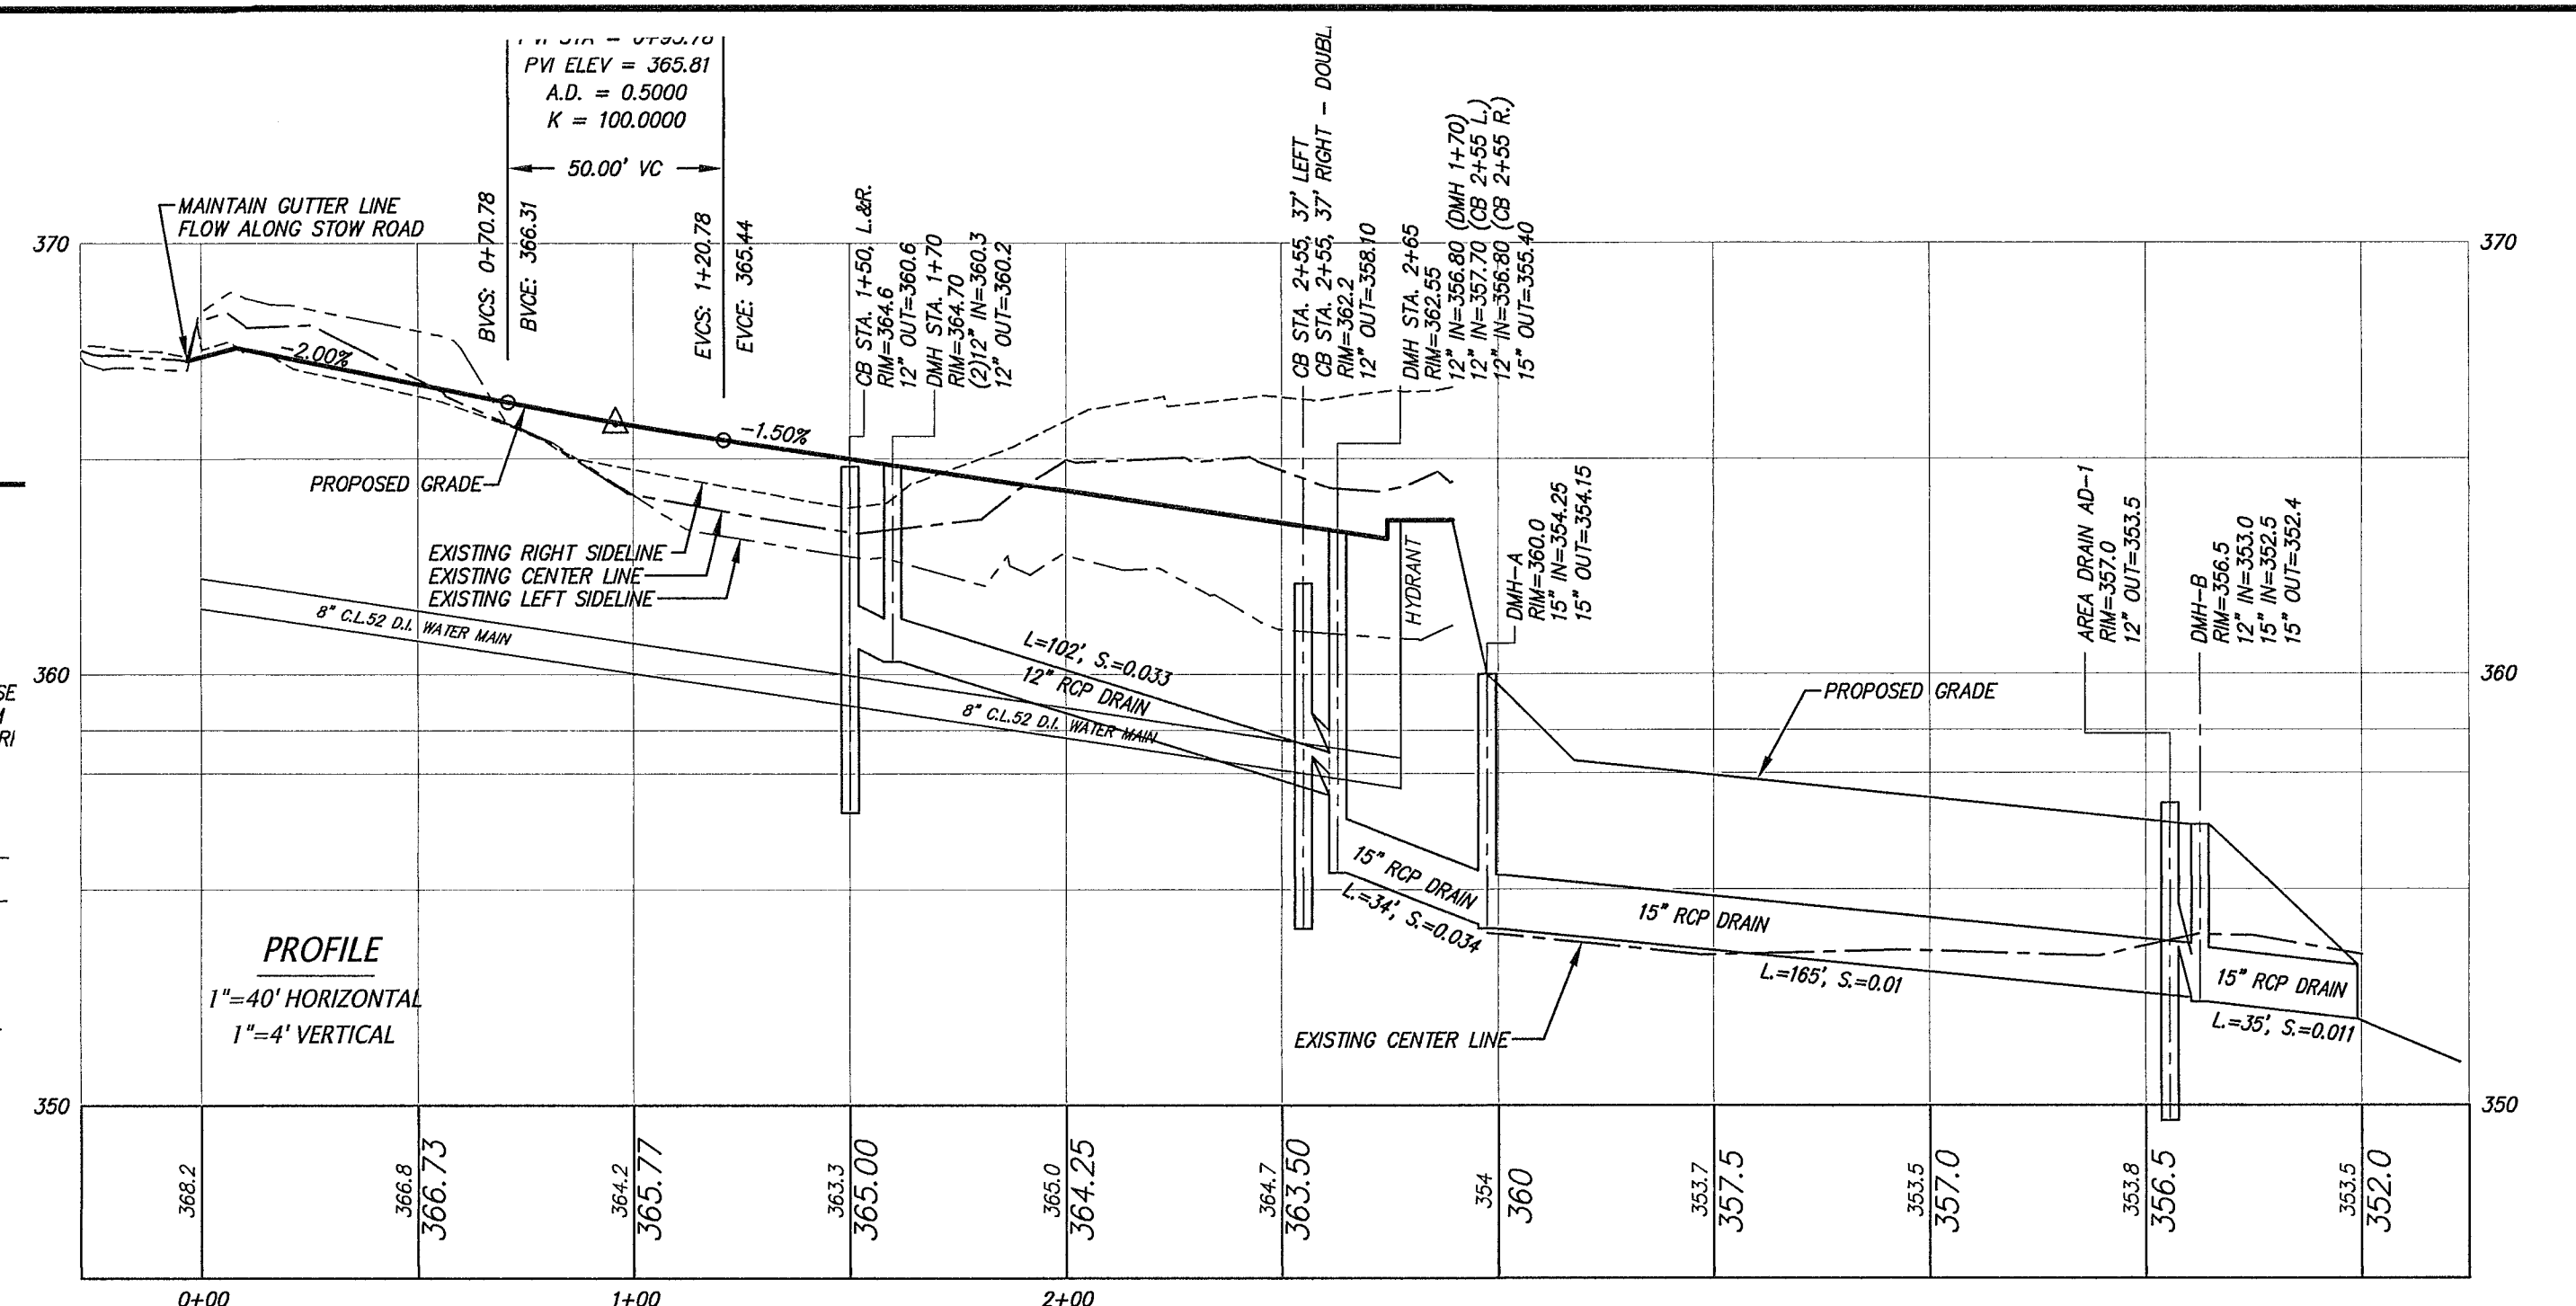 PVI ELEV = 365.81
A.D. = 0.5000
K = 100.0000
50.00' VC
BVCS: 0+70.78
BVCE: 366.31
EVCS: 1+20.78
EVCE: 365.44
MAINTAIN GUTTER LINE
FLOW ALONG STOW ROAD
370
370
-2.00%
-1.50%
CB STA. 1+50, L.&R.
RIM=364.6
12" OUT=360.6
DMH STA. 1+70
RIM=364.70
(2)12" IN=360.3
12" OUT=360.2
CB STA. 2+55, 37' LEFT
CB STA. 2+55, 37' RIGHT - DOUBL
RIM=362.2
12" OUT=358.10
DMH STA. 2+65
RIM=362.55
12" IN=356.80 (DMH 1+70)
12" IN=357.70 (CB 2+55 L.)
12" IN=356.80 (CB 2+55 R.)
15" OUT=355.40
PROPOSED GRADE
EXISTING RIGHT SIDELINE
EXISTING CENTER LINE
EXISTING LEFT SIDELINE
HYDRANT
DMH-A
RIM=360.0
15" IN=354.25
15" OUT=354.15
AREA DRAIN AD-1
RIM=357.0
12" OUT=353.5
DMH-B
RIM=356.5
12" IN=353.0
15" IN=352.5
15" OUT=352.4
8" C.L.52 D.I. WATER MAIN
L=102', S.=0.033
12" RCP DRAIN
8" C.L.52 D.I. WATER MAIN
360
360
SE
RI
PROPOSED GRADE
15" RCP DRAIN
L.=34', S.=0.034
15" RCP DRAIN
L.=165', S.=0.01
15" RCP DRAIN
L.=35', S.=0.011
EXISTING CENTER LINE
PROFILE
1"=40' HORIZONTAL
1"=4' VERTICAL
350
350
368.2
366.8
366.73
364.2
365.77
363.3
365.00
365.0
364.25
364.7
363.50
354
360
353.7
357.5
353.5
357.0
353.8
356.5
353.5
352.0
0+00
1+00
2+00